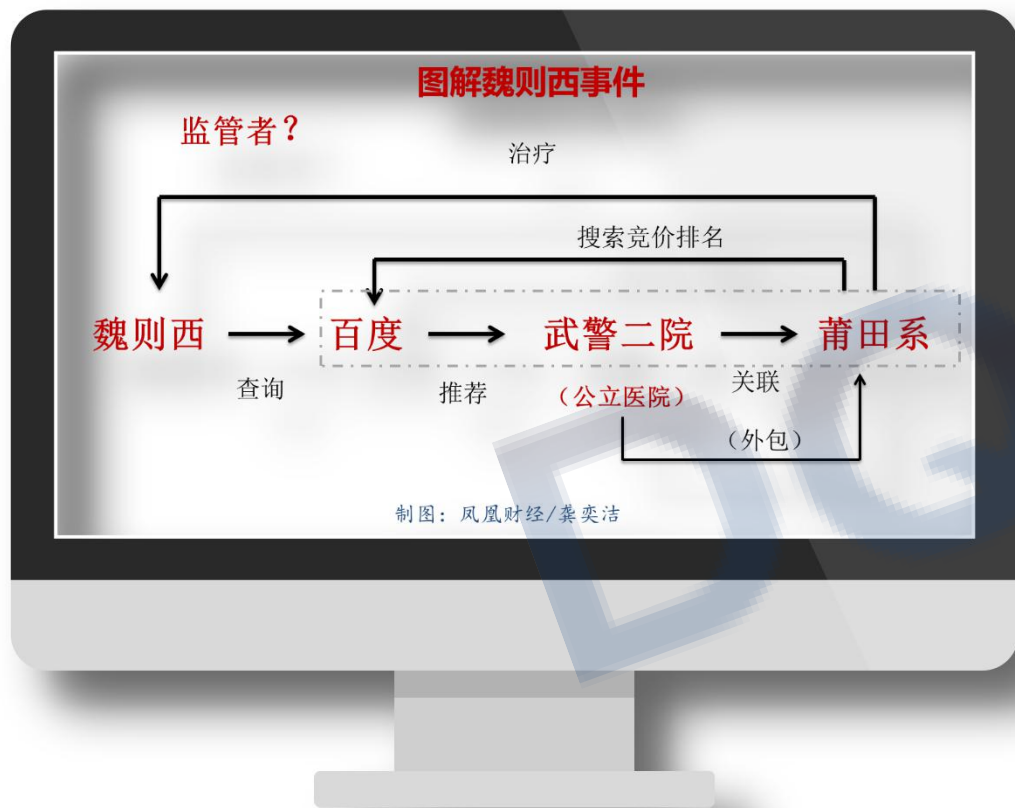 图解魏则西事件
监管者？
治疗
搜索竞价排名
魏则西
百度
武警二院
莆田系
查询
推荐
（公立医院）
关联
（外包）
制图：凤凰财经/龚奕洁
DG